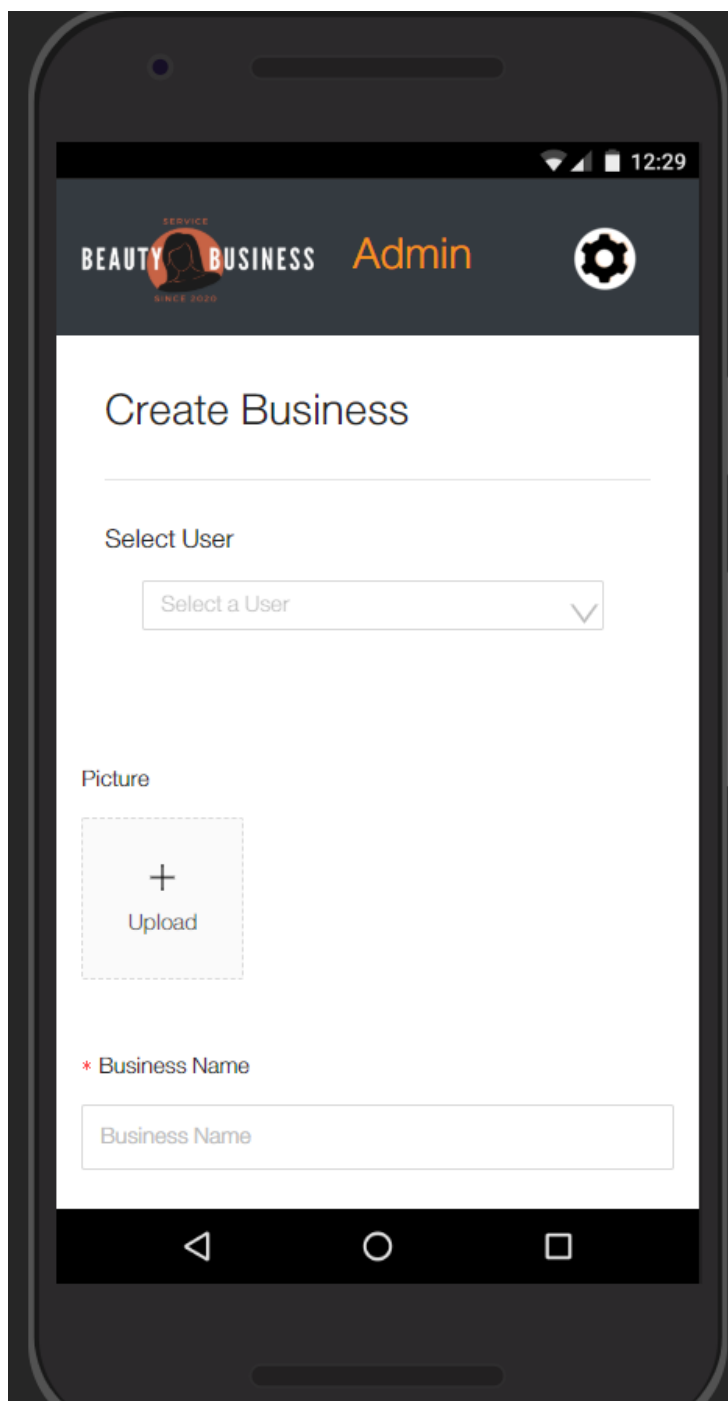 12:29
SERVICE
BEAUTY BUSINESS Admin
SINCE 2020
Create Business
Select User
Select a User
Picture
+
Upload
* Business Name
Business Name